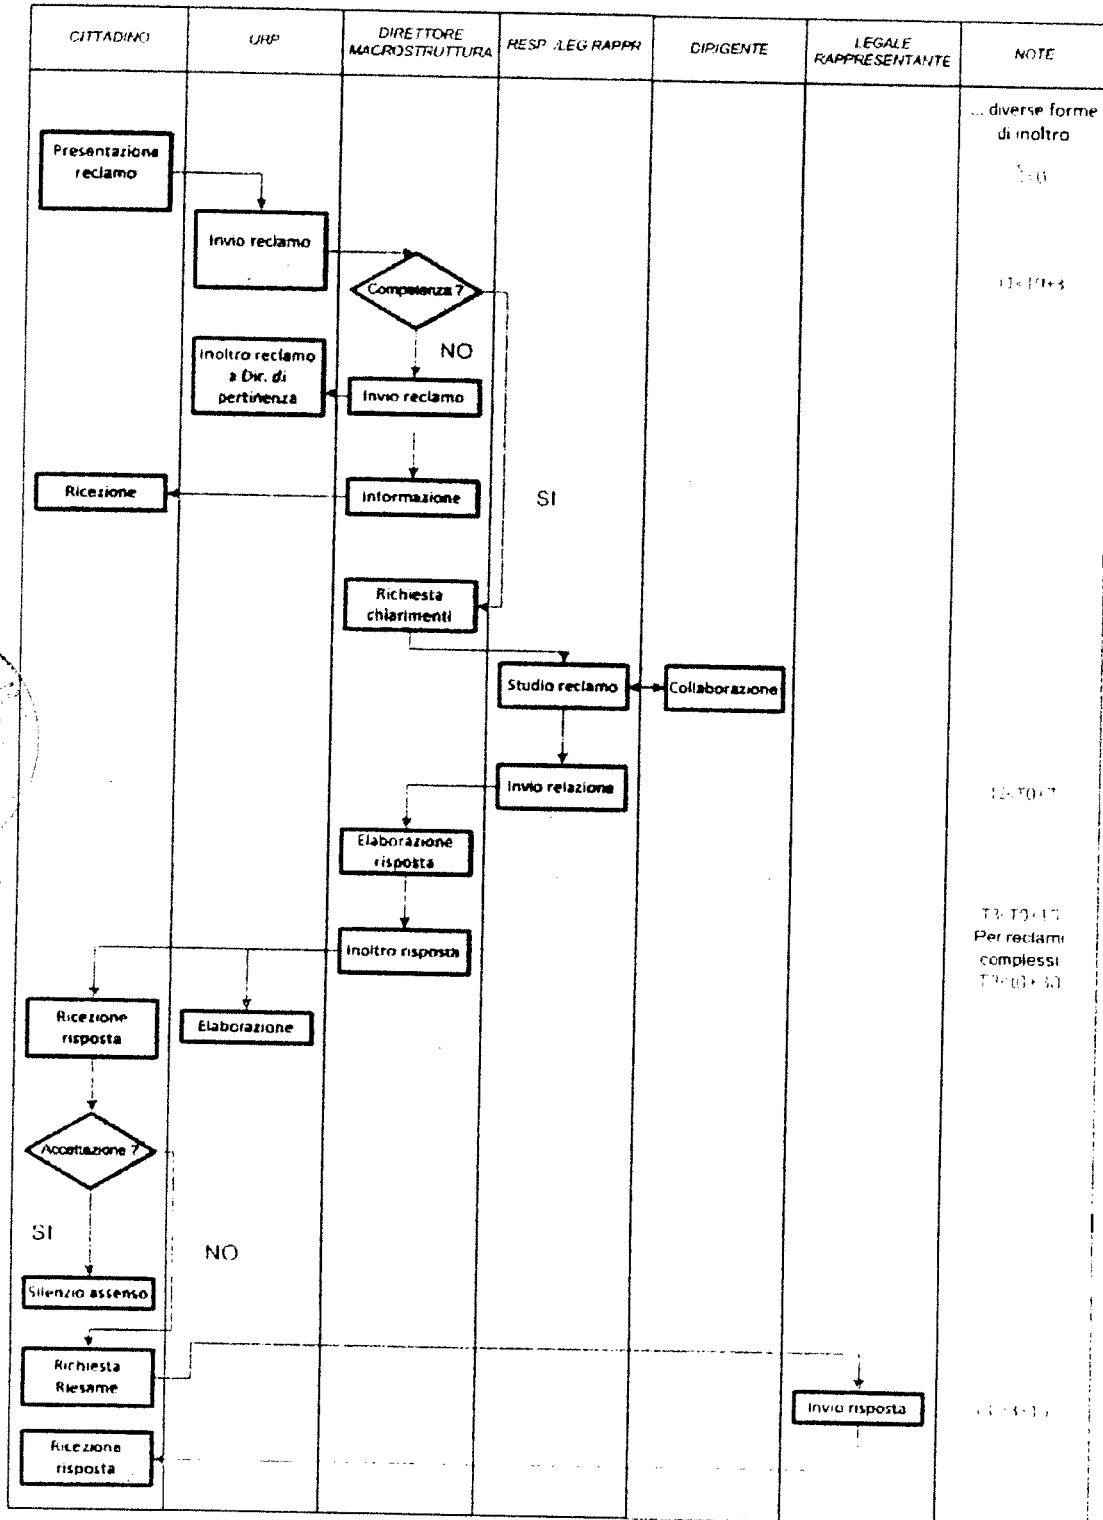 CITTADINO
URP
DIRETTORE
MACROSTRUTTURA
RESP./LEG RAPPR
DIRIGENTE
LEGALE
RAPPRESENTANTE
NOTE
... diverse forme
di inoltro
Presentazione
reclamo
Invio reclamo
Competenza ?
NO
Inoltro reclamo
a Dir. di
pertinenza
Invio reclamo
Ricezione
Informazione
SI
Richiesta
chiarimenti
Studio reclamo
Collaborazione
Invio relazione
Elaborazione
risposta
Inoltro risposta
Per reclami
complessi
Ricezione
risposta
Elaborazione
Accettazione ?
SI
NO
Silenzio assenso
Richiesta
Riesame
Invio risposta
Ricezione
risposta